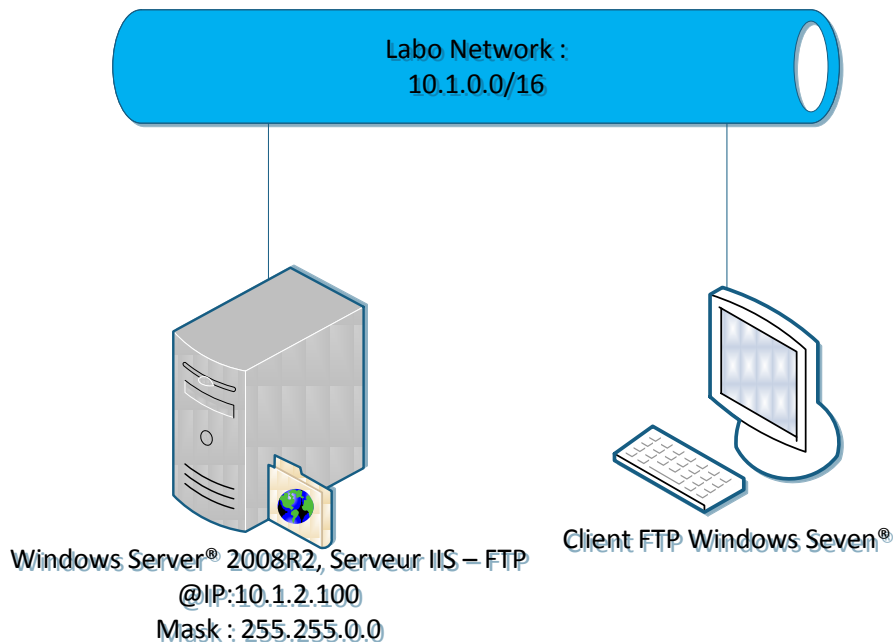 Labo Network :
10.1.0.0/16
Client FTP Windows Seven®
Windows Server® 2008R2, Serveur IIS – FTP
@IP:10.1.2.100
Mask : 255.255.0.0